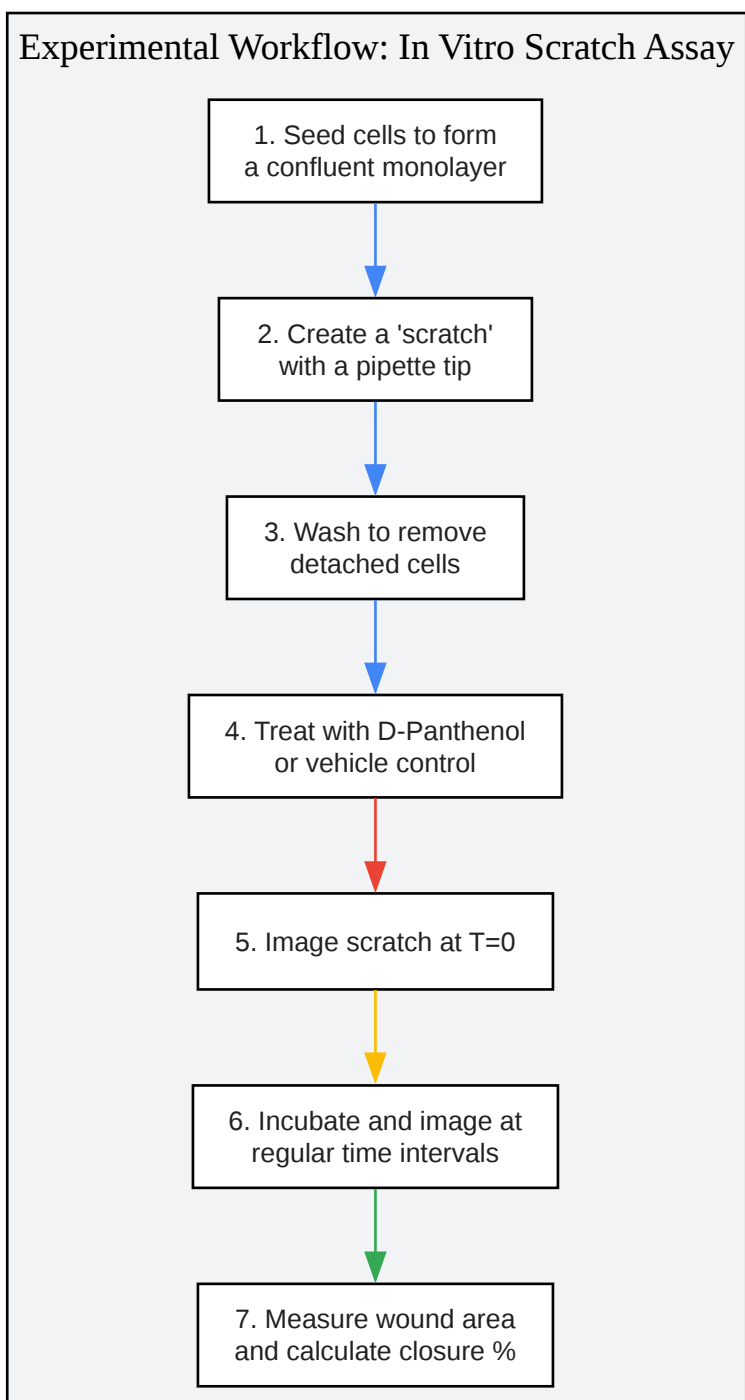 Experimental Workflow: In Vitro Scratch Assay
1. Seed cells to form
a confluent monolayer
2. Create a 'scratch'
with a pipette tip
3. Wash to remove
detached cells
4. Treat with D-Panthenol
or vehicle control
5. Image scratch at T=0
6. Incubate and image at
regular time intervals
7. Measure wound area
and calculate closure %